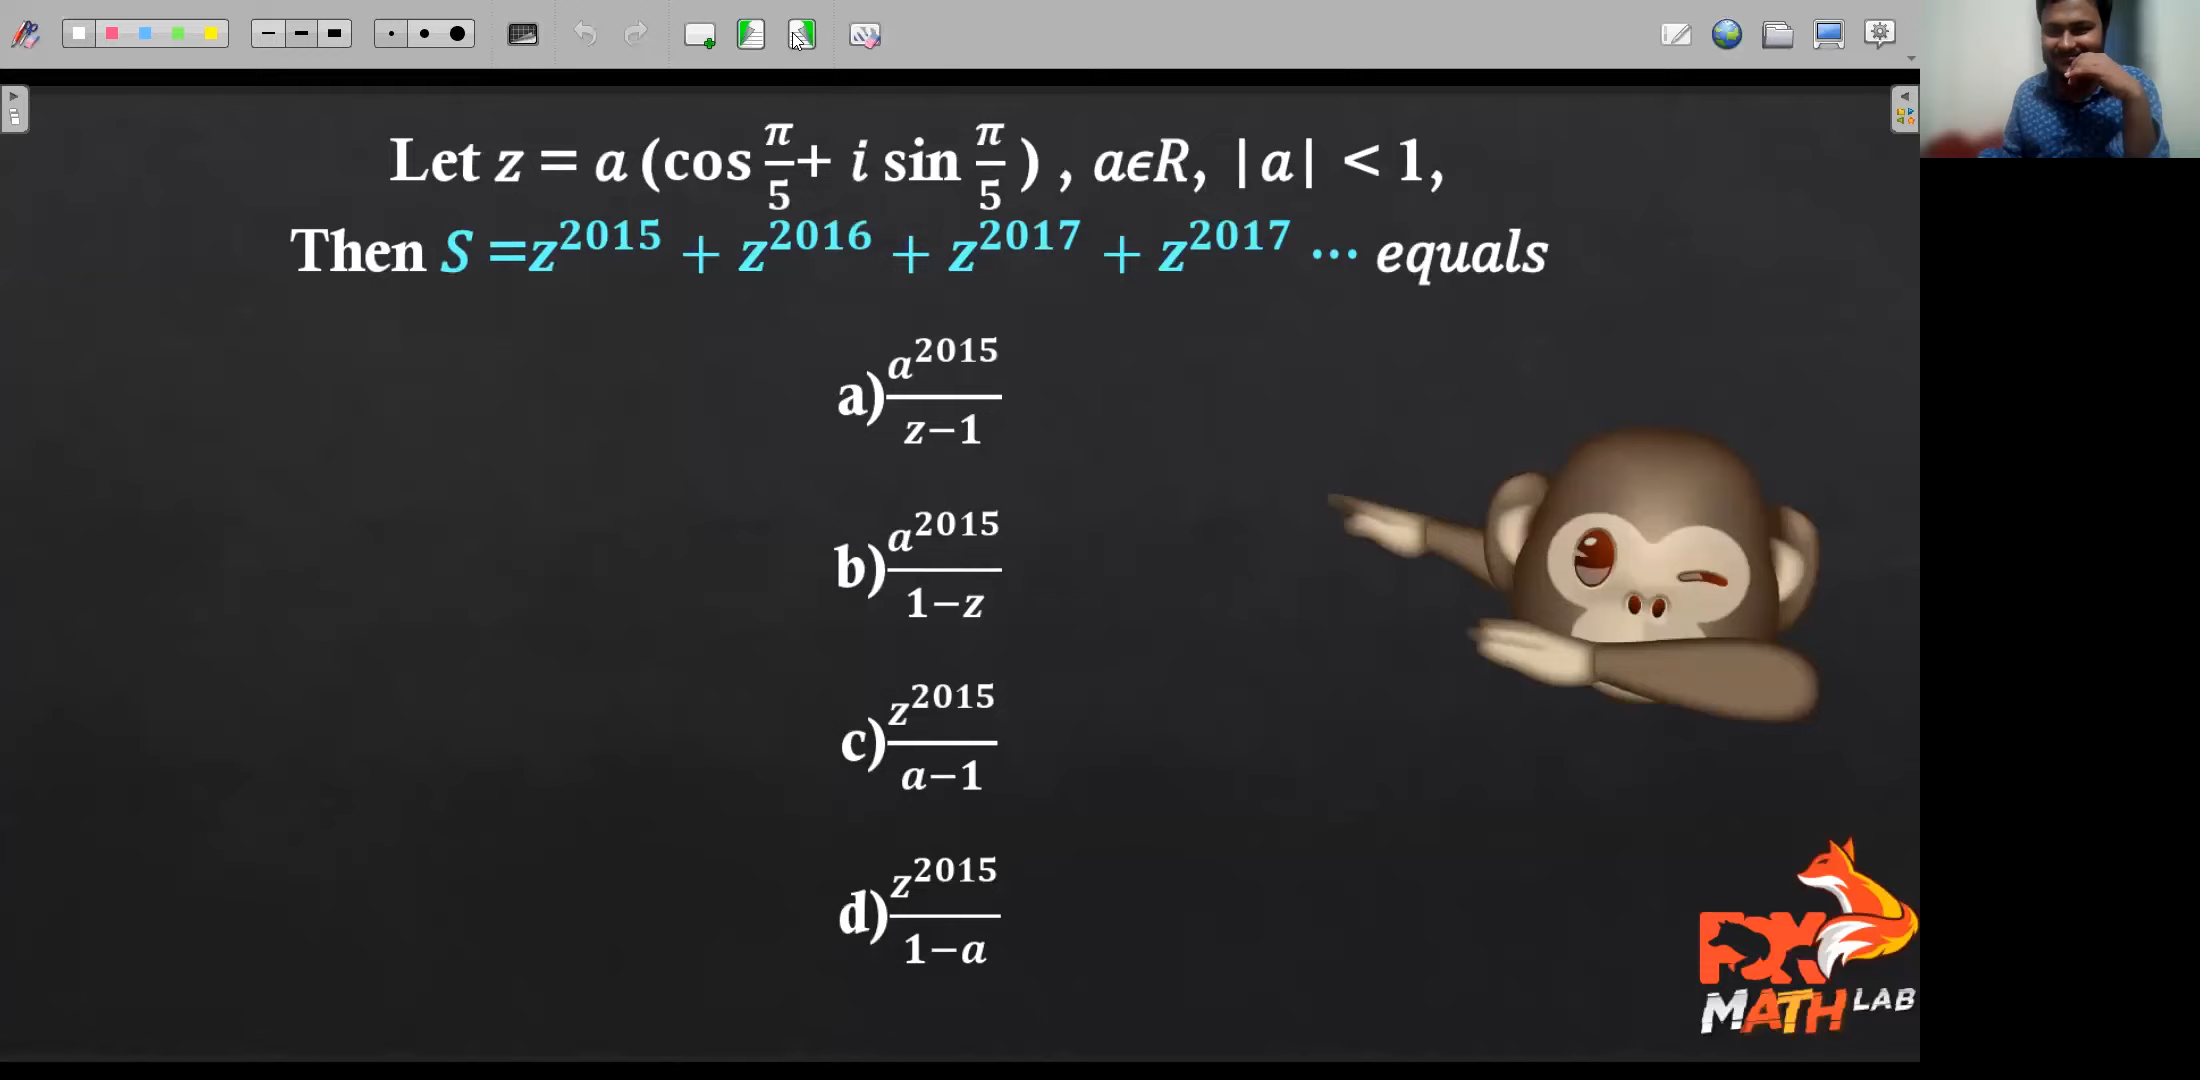 Let z = a (cos π/5 + i sin π/5) , aϵR, |a| < 1,
Then S =z^2015 + z^2016 + z^2017 + z^2017 ⋯ equals
a) a^2015/(z−1)
b) a^2015/(1−z)
c) z^2015/(a−1)
d) z^2015/(1−a)
FOX
MATH LAB